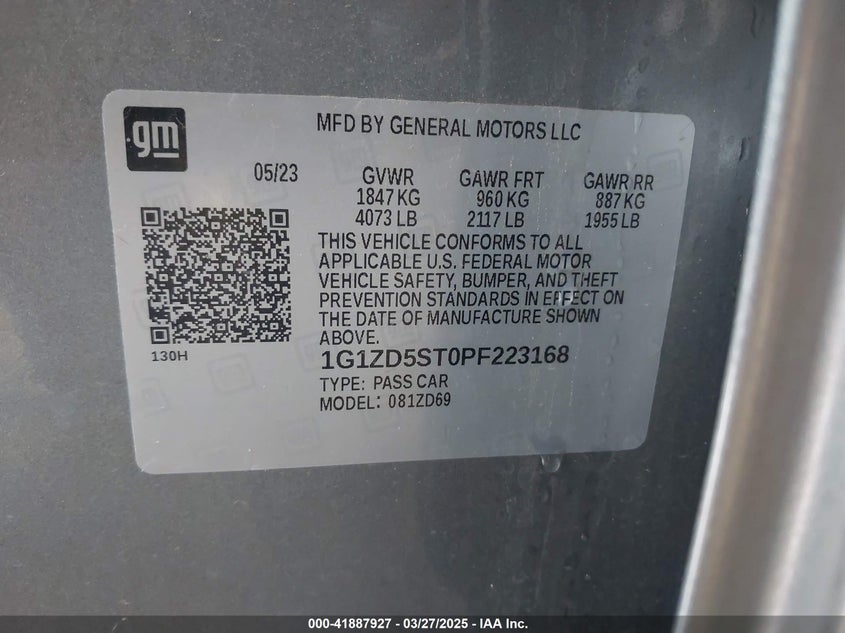 gm
MFD BY GENERAL MOTORS LLC
05/23
GVWR GAWR FRT GAWR RR
1847 KG 960 KG 887 KG
4073 LB 2117 LB 1955 LB
THIS VEHICLE CONFORMS TO ALL
APPLICABLE U.S. FEDERAL MOTOR
VEHICLE SAFETY, BUMPER, AND THEFT
PREVENTION STANDARDS IN EFFECT ON
THE DATE OF MANUFACTURE SHOWN
ABOVE.
130H
1G1ZD5ST0PF223168
TYPE: PASS CAR
MODEL: 081ZD69
000-41887927 - 03/27/2025 - IAA Holdings, LLC.